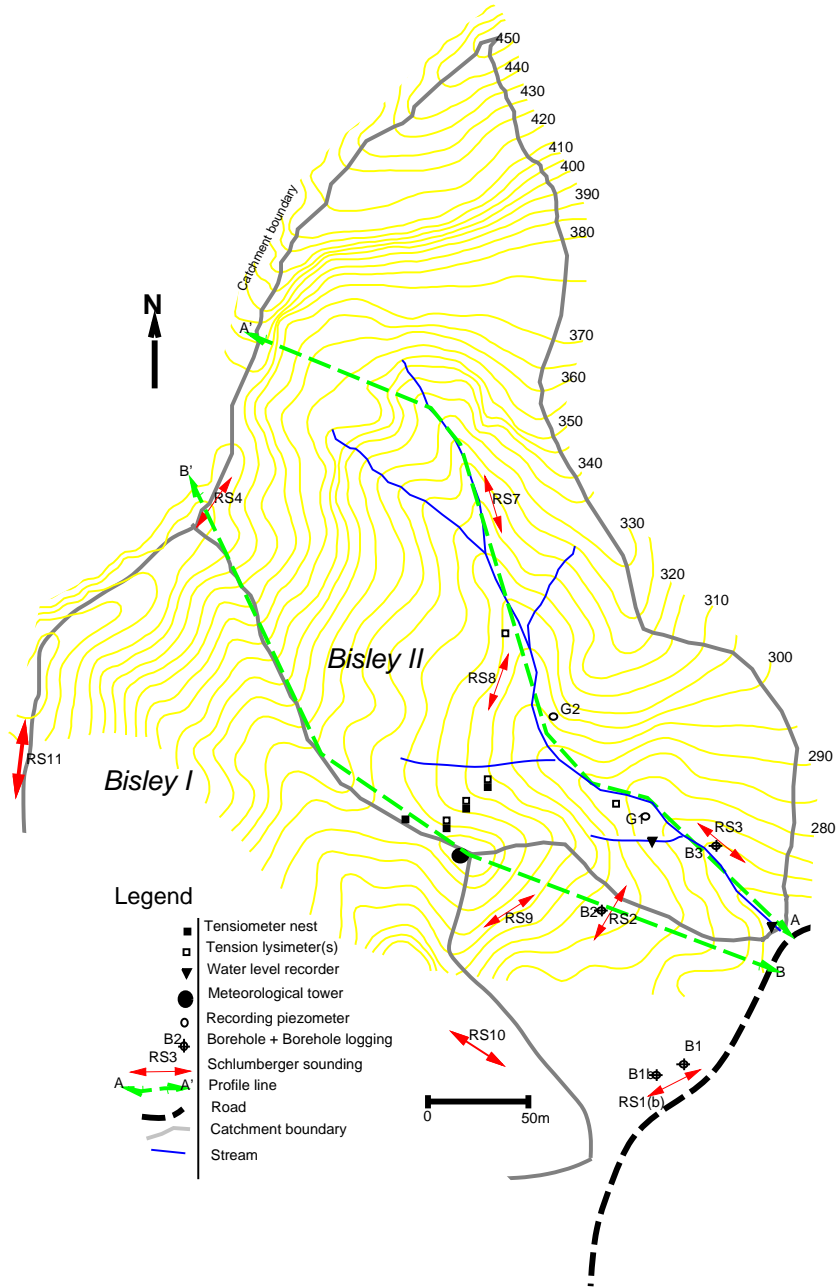 450
440
430
420
410
400
390
380
Catchment boundary
N
A'
370
360
350
340
B'
RS4
RS7
330
320
310
Bisley II
RS8
300
G2
RS11
Bisley I
290
280
G1
RS3
B3
B2
RS2
RS9
A
B
Legend
Tensiometer nest
Tension lysimeter(s)
Water level recorder
Meteorological tower
Recording piezometer
B2 Borehole + Borehole logging
RS3 Schlumberger sounding
A A' Profile line
Road
Catchment boundary
Stream
RS10
B1
B1b
RS1(b)
0 50m